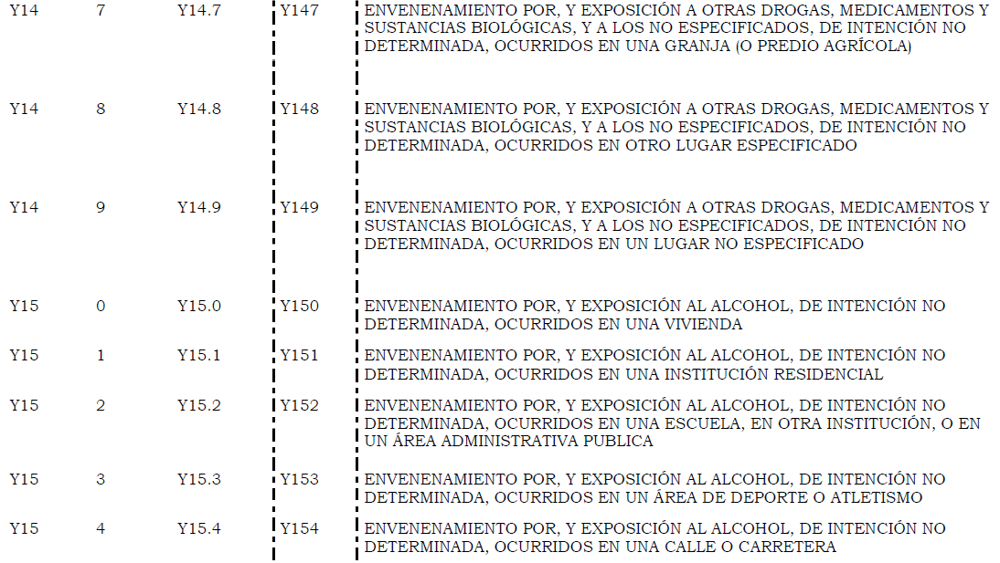 Y14 7 Y14.7 Y147 ENVENENAMIENTO POR, Y EXPOSICIÓN A OTRAS DROGAS, MEDICAMENTOS Y
SUSTANCIAS BIOLÓGICAS, Y A LOS NO ESPECIFICADOS, DE INTENCIÓN NO
DETERMINADA, OCURRIDOS EN UNA GRANJA (O PREDIO AGRÍCOLA)
Y14 8 Y14.8 Y148 ENVENENAMIENTO POR, Y EXPOSICIÓN A OTRAS DROGAS, MEDICAMENTOS Y
SUSTANCIAS BIOLÓGICAS, Y A LOS NO ESPECIFICADOS, DE INTENCIÓN NO
DETERMINADA, OCURRIDOS EN OTRO LUGAR ESPECIFICADO
Y14 9 Y14.9 Y149 ENVENENAMIENTO POR, Y EXPOSICIÓN A OTRAS DROGAS, MEDICAMENTOS Y
SUSTANCIAS BIOLÓGICAS, Y A LOS NO ESPECIFICADOS, DE INTENCIÓN NO
DETERMINADA, OCURRIDOS EN UN LUGAR NO ESPECIFICADO
Y15 0 Y15.0 Y150 ENVENENAMIENTO POR, Y EXPOSICIÓN AL ALCOHOL, DE INTENCIÓN NO
DETERMINADA, OCURRIDOS EN UNA VIVIENDA
Y15 1 Y15.1 Y151 ENVENENAMIENTO POR, Y EXPOSICIÓN AL ALCOHOL, DE INTENCIÓN NO
DETERMINADA, OCURRIDOS EN UNA INSTITUCIÓN RESIDENCIAL
Y15 2 Y15.2 Y152 ENVENENAMIENTO POR, Y EXPOSICIÓN AL ALCOHOL, DE INTENCIÓN NO
DETERMINADA, OCURRIDOS EN UNA ESCUELA, EN OTRA INSTITUCIÓN, O EN
UN ÁREA ADMINISTRATIVA PUBLICA
Y15 3 Y15.3 Y153 ENVENENAMIENTO POR, Y EXPOSICIÓN AL ALCOHOL, DE INTENCIÓN NO
DETERMINADA, OCURRIDOS EN UN ÁREA DE DEPORTE O ATLETISMO
Y15 4 Y15.4 Y154 ENVENENAMIENTO POR, Y EXPOSICIÓN AL ALCOHOL, DE INTENCIÓN NO
DETERMINADA, OCURRIDOS EN UNA CALLE O CARRETERA